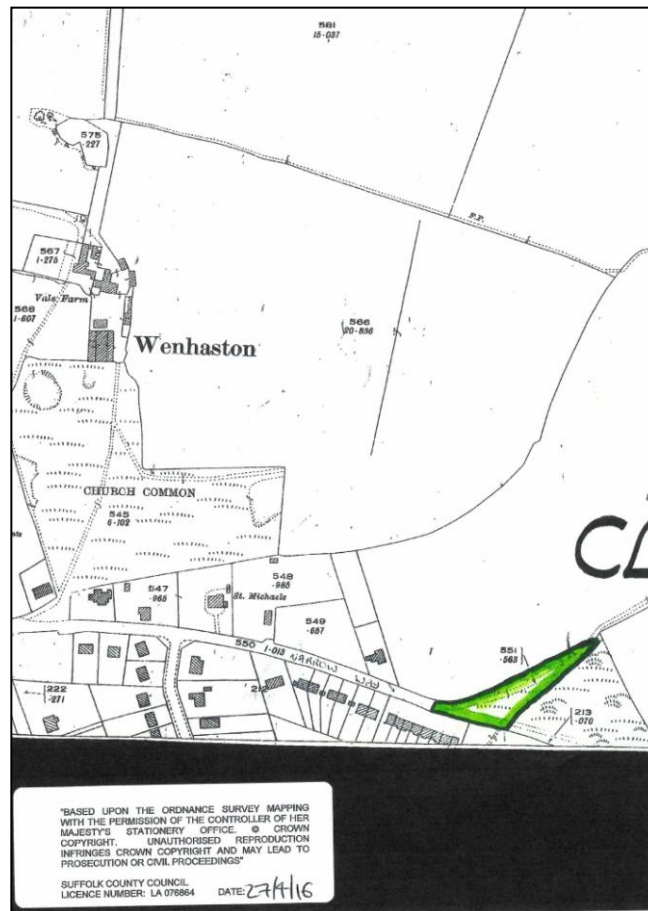 581
15·037
575
·227
F.P.
567
1·275
Vale Farm
568
1·607
566
20·836
Wenhaston
CHURCH COMMON
545
6·102
CL
547
·965
548
·985
St. Michaels
549
·657
550 1·013 NARROW WAY
551
·563
222
·271
212
213
·070
"BASED UPON THE ORDNANCE SURVEY MAPPING
WITH THE PERMISSION OF THE CONTROLLER OF HER
MAJESTY'S STATIONERY OFFICE. © CROWN
COPYRIGHT. UNAUTHORISED REPRODUCTION
INFRINGES CROWN COPYRIGHT AND MAY LEAD TO
PROSECUTION OR CIVIL PROCEEDINGS"
SUFFOLK COUNTY COUNCIL
LICENCE NUMBER: LA 076864 DATE: 27/4/16